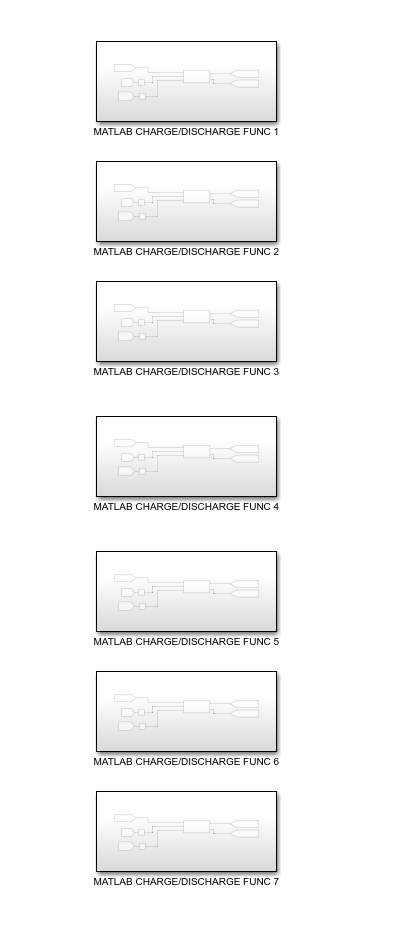 MATLAB CHARGE/DISCHARGE FUNC 1
MATLAB CHARGE/DISCHARGE FUNC 2
MATLAB CHARGE/DISCHARGE FUNC 3
MATLAB CHARGE/DISCHARGE FUNC 4
MATLAB CHARGE/DISCHARGE FUNC 5
MATLAB CHARGE/DISCHARGE FUNC 6
MATLAB CHARGE/DISCHARGE FUNC 7